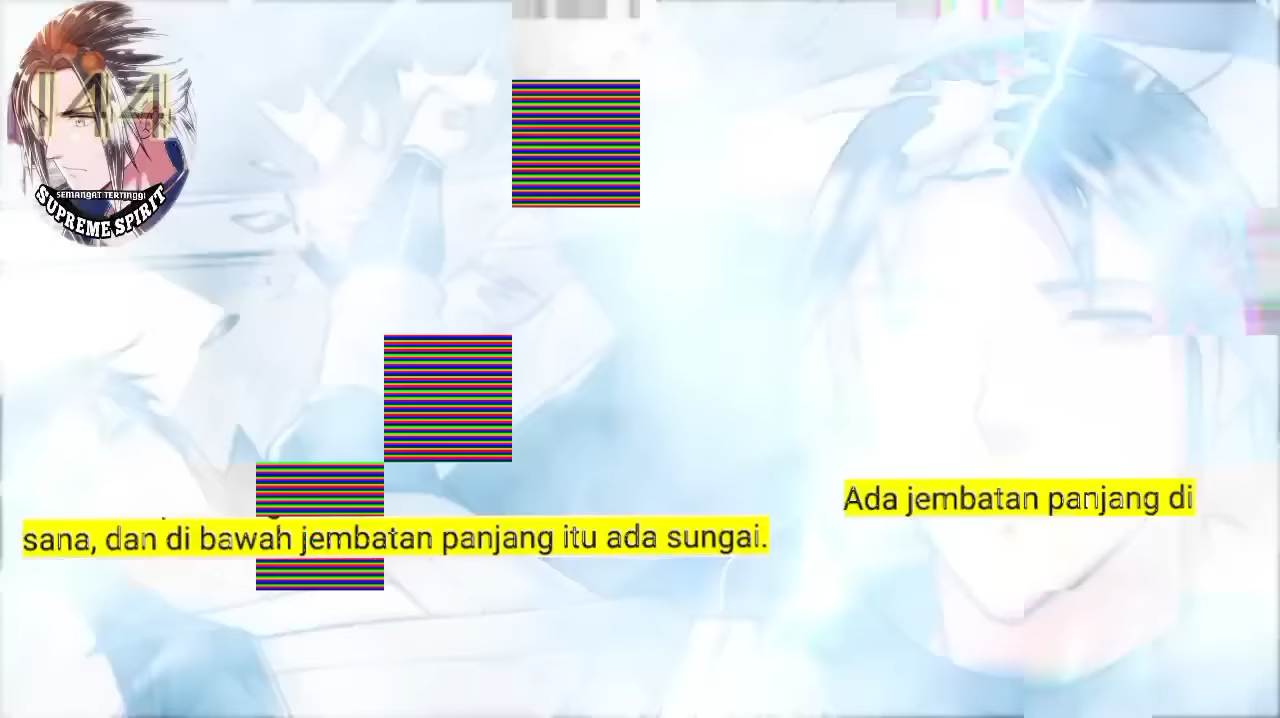 144
SEMANGAT TERTINGGI
SUPREME SPIRIT
Ada jembatan panjang di
sana, dan di bawah jembatan panjang itu ada sungai.